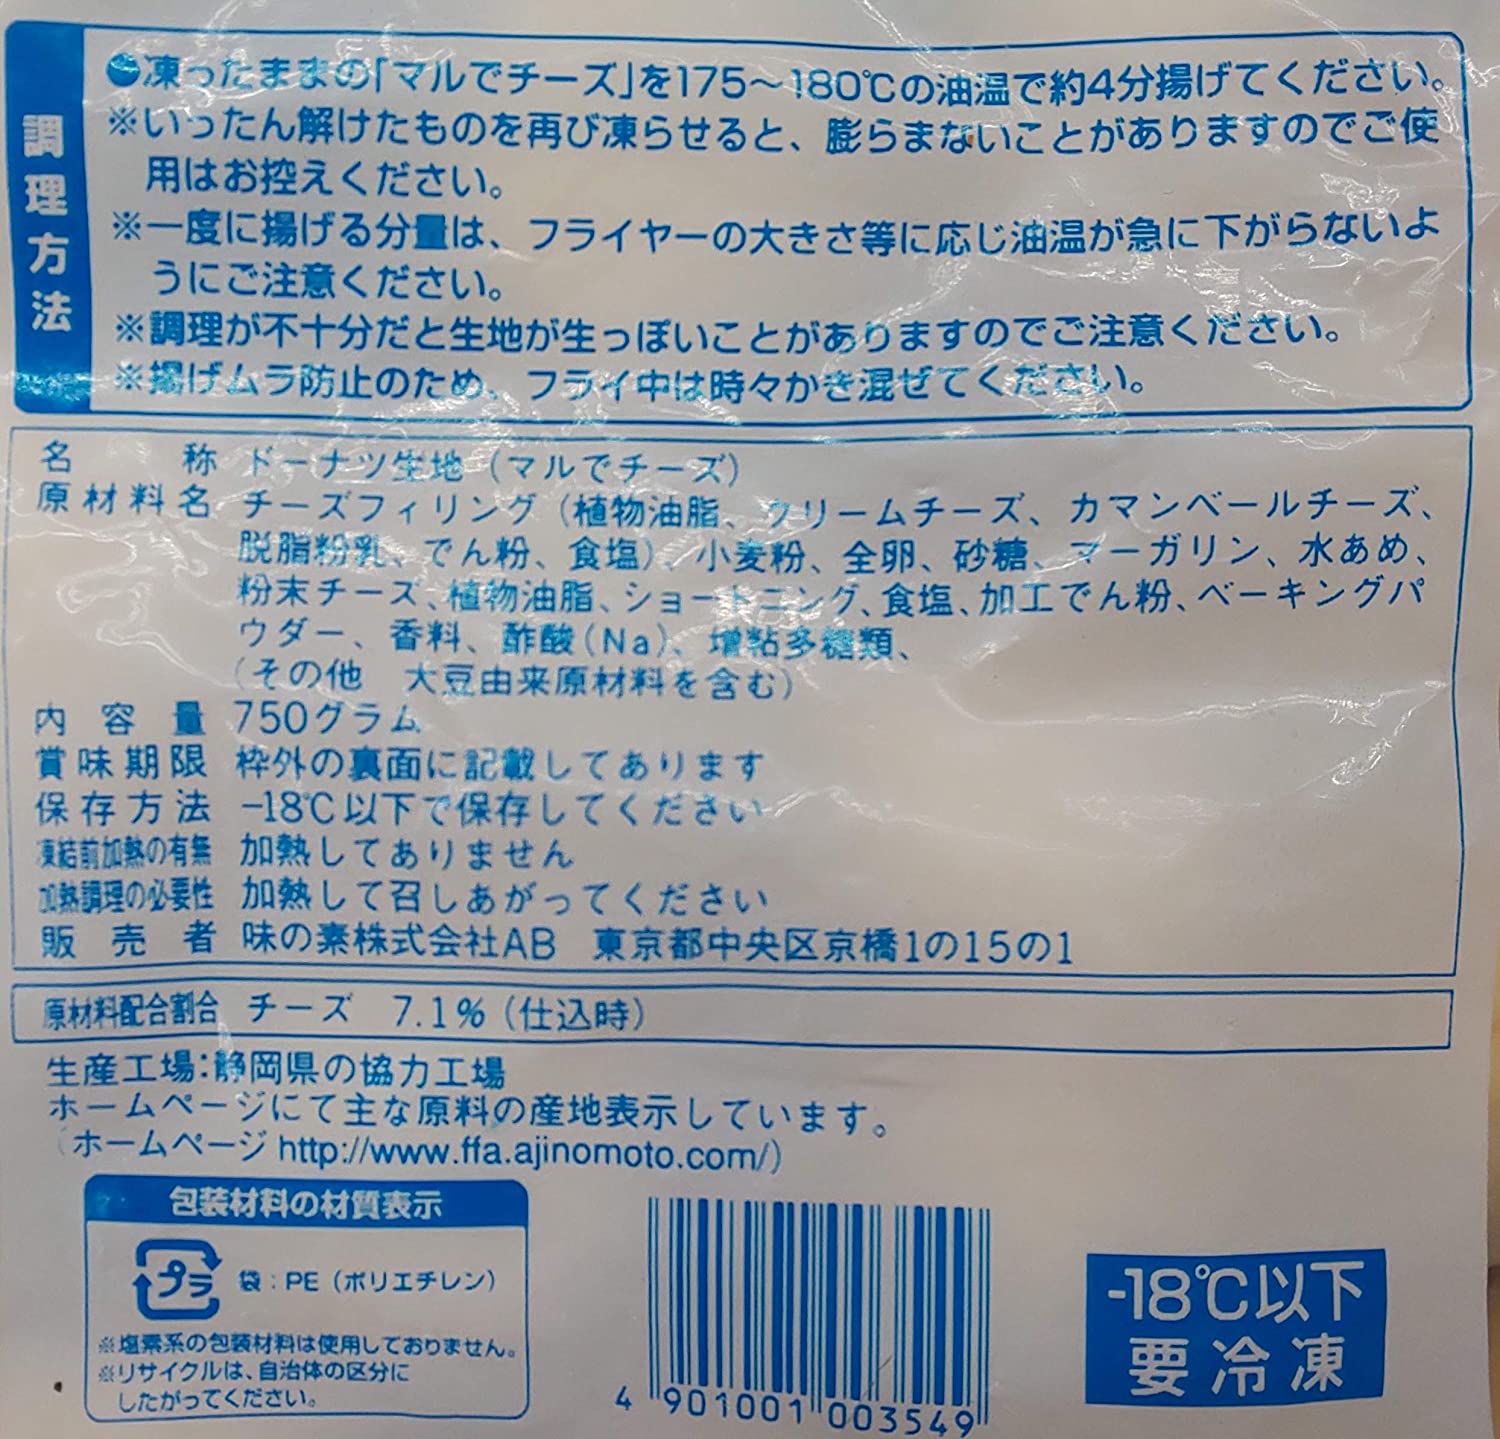 調理方法
●凍ったままの「マルでチーズ」を175～180℃の油温で約4分揚げてください。
※いったん解けたものを再び凍らせると、膨らまないことがありますのでご使
用はお控えください。
※一度に揚げる分量は、フライヤーの大きさ等に応じ油温が急に下がらないよ
うにご注意ください。
※調理が不十分だと生地が生っぽいことがありますのでご注意ください。
※揚げムラ防止のため、フライ中は時々かき混ぜてください。
名称 ドーナツ生地（マルでチーズ）
原材料名 チーズフィリング（植物油脂、クリームチーズ、カマンベールチーズ、
脱脂粉乳、でん粉、食塩）、小麦粉、全卵、砂糖、マーガリン、水あめ、
粉末チーズ、植物油脂、ショートニング、食塩、加工でん粉、ベーキングパ
ウダー、香料、酢酸（Na）、増粘多糖類、
（その他 大豆由来原材料を含む）
内容量 750グラム
賞味期限 枠外の裏面に記載してあります
保存方法 -18℃以下で保存してください
凍結前加熱の有無 加熱してありません
加熱調理の必要性 加熱して召しあがってください
販売者 味の素株式会社AB 東京都中央区京橋1の15の1
原材料配合割合 チーズ 7.1％（仕込時）
生産工場：静岡県の協力工場
ホームページにて主な原料の産地表示しています。
（ホームページ http://www.ffa.ajinomoto.com/）
包装材料の材質表示
プラ 袋：PE（ポリエチレン）
※塩素系の包装材料は使用しておりません。
※リサイクルは、自治体の区分に
したがってください。
4 901001 003549
-18℃以下
要冷凍